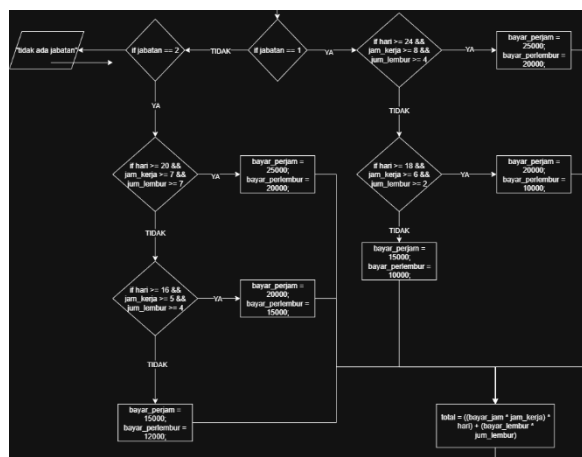 "tidak ada jabatan"
if jabatan == 2
TIDAK
if jabatan == 1
YA
if hari >= 24 &&
jam_kerja >= 8 &&
jum_lembur >= 4
YA
bayar_perjam =
25000;
bayar_perlembur =
20000;
YA
TIDAK
if hari >= 20 &&
jam_kerja >= 7 &&
jum_lembur >= 7
YA
bayar_perjam =
25000;
bayar_perlembur =
20000;
if hari >= 18 &&
jam_kerja >= 6 &&
jum_lembur >= 2
YA
bayar_perjam =
20000;
bayar_perlembur =
10000;
TIDAK
TIDAK
bayar_perjam =
15000;
bayar_perlembur =
10000;
if hari >= 16 &&
jam_kerja >= 5 &&
jum_lembur >= 4
YA
bayar_perjam =
20000;
bayar_perlembur =
15000;
TIDAK
bayar_perjam =
15000;
bayar_perlembur =
12000;
total = ((bayar_jam * jam_kerja) *
hari) + (bayar_lembur *
jum_lembur)